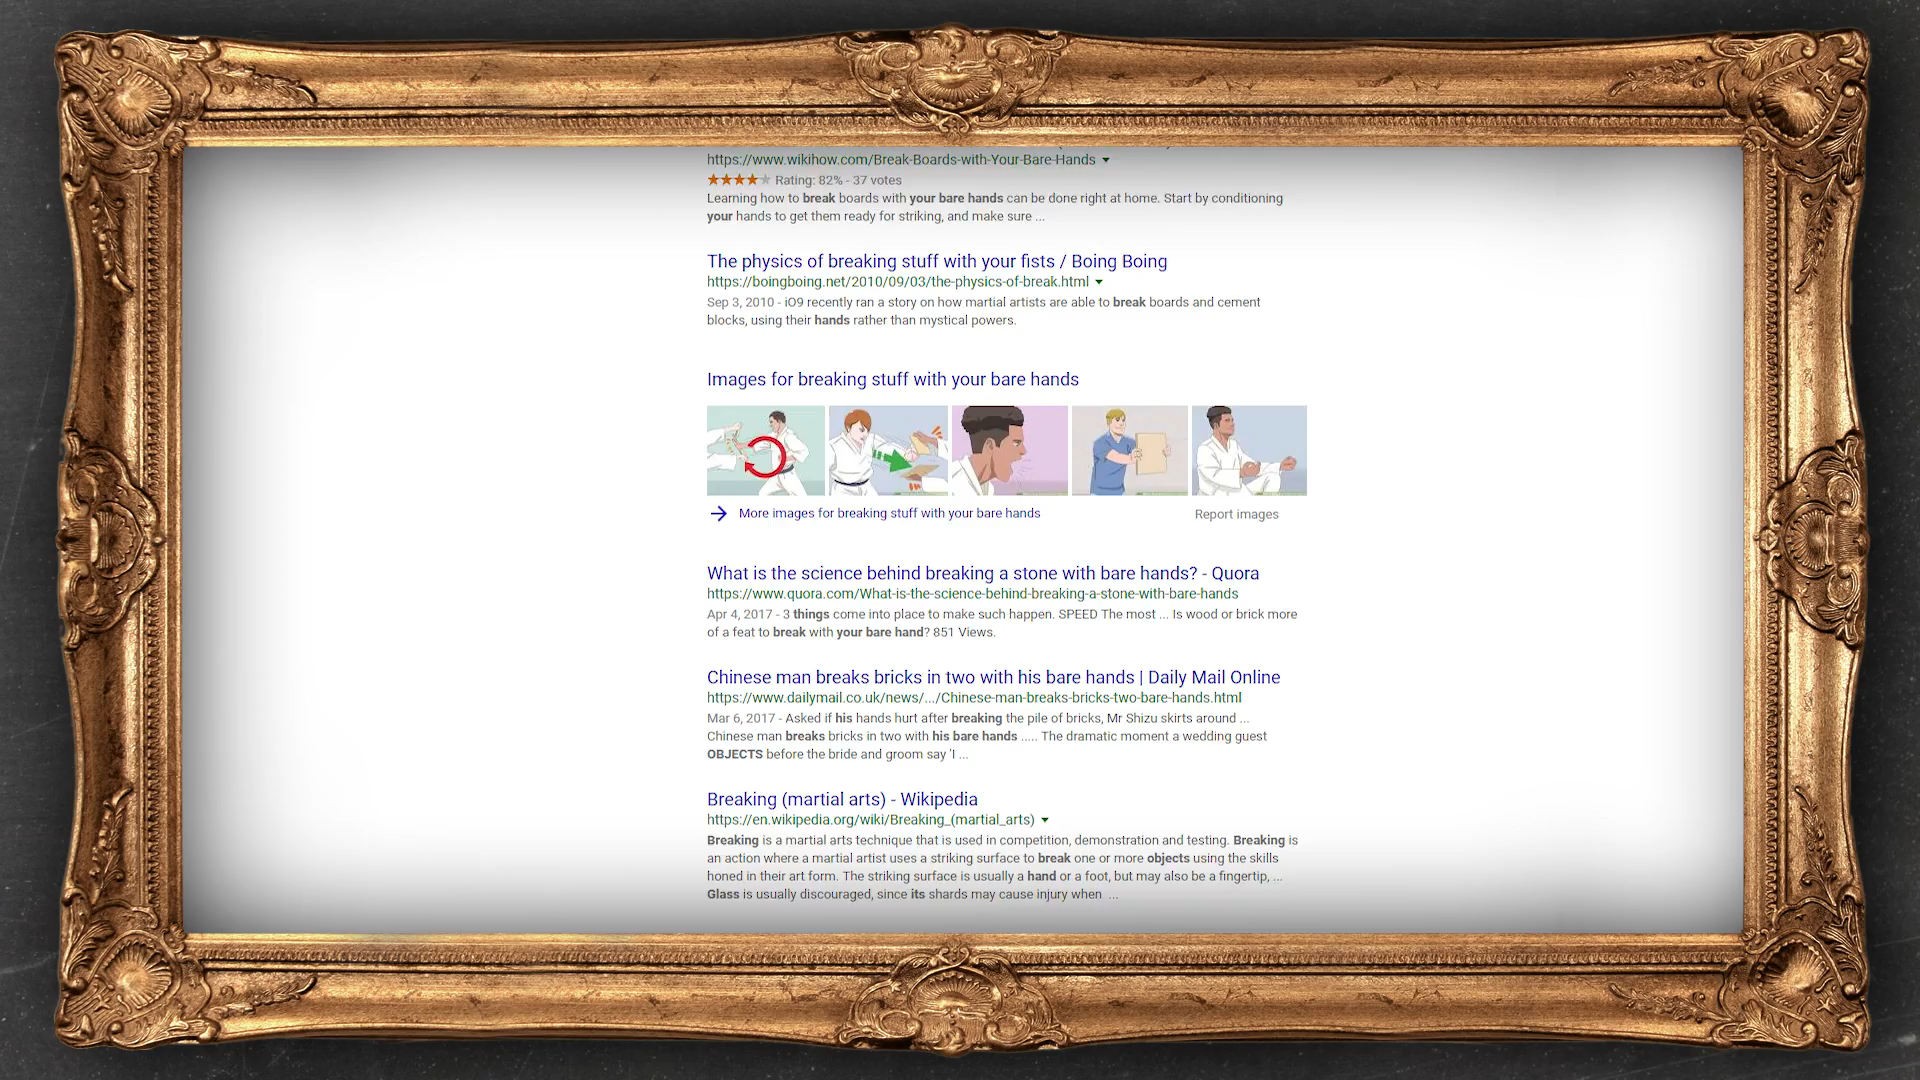 https://www.wikihow.com/Break-Boards-with-Your-Bare-Hands
Rating: 82% - 37 votes
Learning how to break boards with your bare hands can be done right at home. Start by conditioning
your hands to get them ready for striking, and make sure ...
The physics of breaking stuff with your fists / Boing Boing
https://boingboing.net/2010/09/03/the-physics-of-break.html
Sep 3, 2010 - iO9 recently ran a story on how martial artists are able to break boards and cement
blocks, using their hands rather than mystical powers.
Images for breaking stuff with your bare hands
More images for breaking stuff with your bare hands
Report images
What is the science behind breaking a stone with bare hands? - Quora
https://www.quora.com/What-is-the-science-behind-breaking-a-stone-with-bare-hands
Apr 4, 2017 - 3 things come into place to make such happen. SPEED The most ... Is wood or brick more
of a feat to break with your bare hand? 851 Views.
Chinese man breaks bricks in two with his bare hands | Daily Mail Online
https://www.dailymail.co.uk/news/.../Chinese-man-breaks-bricks-two-bare-hands.html
Mar 6, 2017 - Asked if his hands hurt after breaking the pile of bricks, Mr Shizu skirts around ...
Chinese man breaks bricks in two with his bare hands ..... The dramatic moment a wedding guest
OBJECTS before the bride and groom say 'I ...
Breaking (martial arts) - Wikipedia
https://en.wikipedia.org/wiki/Breaking_(martial_arts)
Breaking is a martial arts technique that is used in competition, demonstration and testing. Breaking is
an action where a martial artist uses a striking surface to break one or more objects using the skills
honed in their art form. The striking surface is usually a hand or a foot, but may also be a fingertip, ...
Glass is usually discouraged, since its shards may cause injury when ...